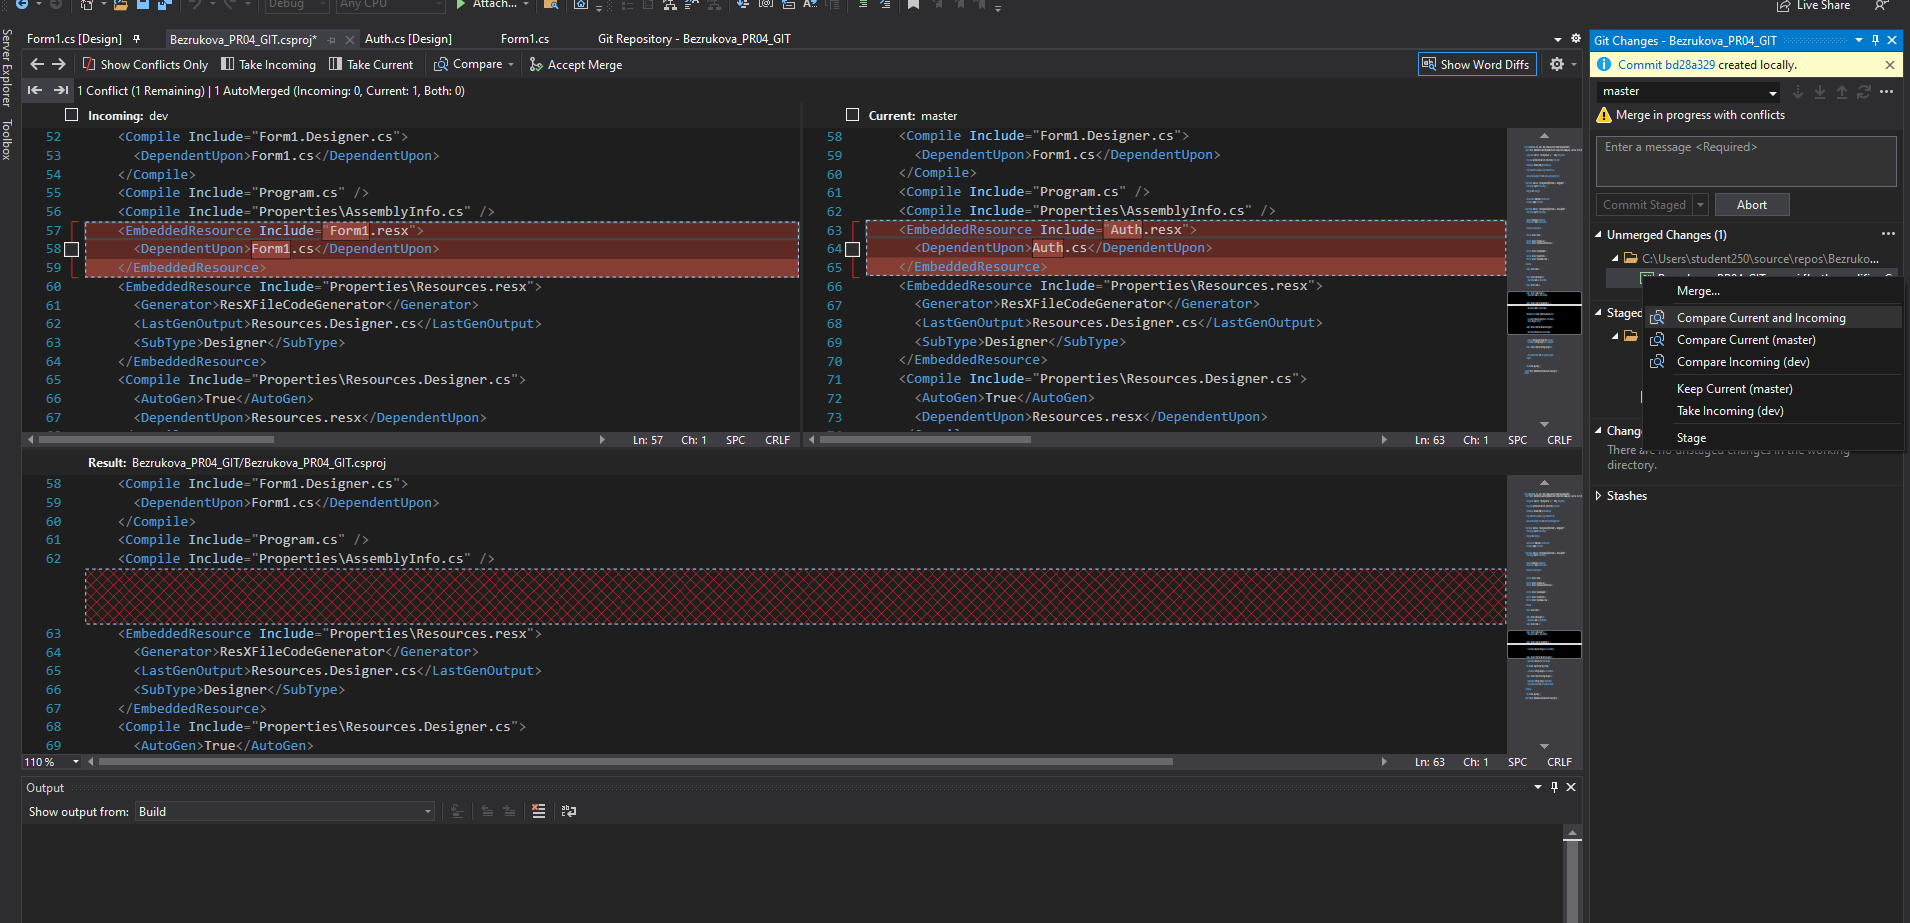 Debug
Any CPU
Attach...
Live Share
Server Explorer
Toolbox
Form1.cs [Design]
Bezrukova_PR04_GIT.csproj*
Auth.cs [Design]
Form1.cs
Git Repository - Bezrukova_PR04_GIT
Show Conflicts Only
Take Incoming
Take Current
Compare
Accept Merge
Show Word Diffs
1 Conflict (1 Remaining) | 1 AutoMerged (Incoming: 0, Current: 1, Both: 0)
Incoming: dev
52 <Compile Include="Form1.Designer.cs">
53 <DependentUpon>Form1.cs</DependentUpon>
54 </Compile>
55 <Compile Include="Program.cs" />
56 <Compile Include="Properties\AssemblyInfo.cs" />
57 <EmbeddedResource Include="Form1.resx">
58 <DependentUpon>Form1.cs</DependentUpon>
59 </EmbeddedResource>
60 <EmbeddedResource Include="Properties\Resources.resx">
61 <Generator>ResXFileCodeGenerator</Generator>
62 <LastGenOutput>Resources.Designer.cs</LastGenOutput>
63 <SubType>Designer</SubType>
64 </EmbeddedResource>
65 <Compile Include="Properties\Resources.Designer.cs">
66 <AutoGen>True</AutoGen>
67 <DependentUpon>Resources.resx</DependentUpon>
Ln: 57 Ch: 1 SPC CRLF
Current: master
58 <Compile Include="Form1.Designer.cs">
59 <DependentUpon>Form1.cs</DependentUpon>
60 </Compile>
61 <Compile Include="Program.cs" />
62 <Compile Include="Properties\AssemblyInfo.cs" />
63 <EmbeddedResource Include="Auth.resx">
64 <DependentUpon>Auth.cs</DependentUpon>
65 </EmbeddedResource>
66 <EmbeddedResource Include="Properties\Resources.resx">
67 <Generator>ResXFileCodeGenerator</Generator>
68 <LastGenOutput>Resources.Designer.cs</LastGenOutput>
69 <SubType>Designer</SubType>
70 </EmbeddedResource>
71 <Compile Include="Properties\Resources.Designer.cs">
72 <AutoGen>True</AutoGen>
73 <DependentUpon>Resources.resx</DependentUpon>
Ln: 63 Ch: 1 SPC CRLF
Result: Bezrukova_PR04_GIT/Bezrukova_PR04_GIT.csproj
58 <Compile Include="Form1.Designer.cs">
59 <DependentUpon>Form1.cs</DependentUpon>
60 </Compile>
61 <Compile Include="Program.cs" />
62 <Compile Include="Properties\AssemblyInfo.cs" />
63 <EmbeddedResource Include="Properties\Resources.resx">
64 <Generator>ResXFileCodeGenerator</Generator>
65 <LastGenOutput>Resources.Designer.cs</LastGenOutput>
66 <SubType>Designer</SubType>
67 </EmbeddedResource>
68 <Compile Include="Properties\Resources.Designer.cs">
69 <AutoGen>True</AutoGen>
110 %
Ln: 63 Ch: 1 SPC CRLF
Output
Show output from: Build
Git Changes - Bezrukova_PR04_GIT
Commit bd28a329 created locally.
master
Merge in progress with conflicts
Enter a message <Required>
Commit Staged
Abort
Unmerged Changes (1)
C:\Users\student250\source\repos\Bezruko...
Merge...
Staged
Compare Current and Incoming
Compare Current (master)
Compare Incoming (dev)
Keep Current (master)
Take Incoming (dev)
Stage
Chang
There are no unstaged changes in the working
directory.
Stashes